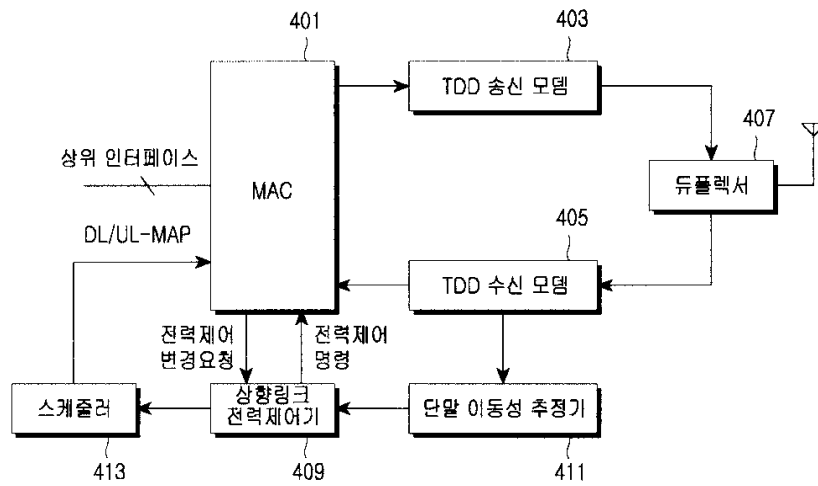 401
403
TDD 송신 모뎀
407
상위 인터페이스
MAC
듀플렉서
DL/UL-MAP
405
TDD 수신 모뎀
전력제어
변경요청
전력제어
명령
스케줄러
상향링크
전력제어기
단말 이동성 추정기
413
409
411